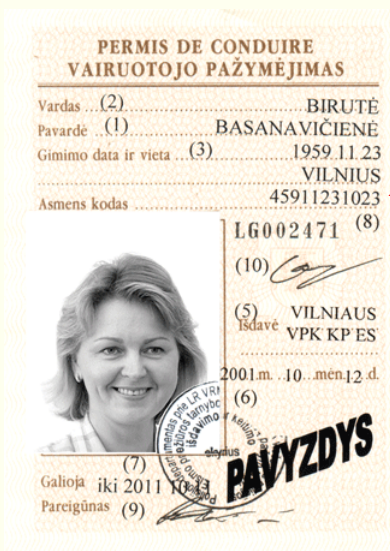 PERMIS DE CONDUIRE
VAIRUOTOJO PAŽYMĖJIMAS
Vardas (2) BIRUTĖ
Pavardė (1) BASANAVIČIENĖ
Gimimo data ir vieta (3) 1959 11 23
VILNIUS
Asmens kodas 45911231023
LG002471 (8)
(10)
(5) VILNIAUS
Išdavė VPK KP ES
2001 m. 10 mėn. 12 d.
(6)
PAVYZDYS
(7)
Galioja iki 2011 10 11
Pareigūnas (9)